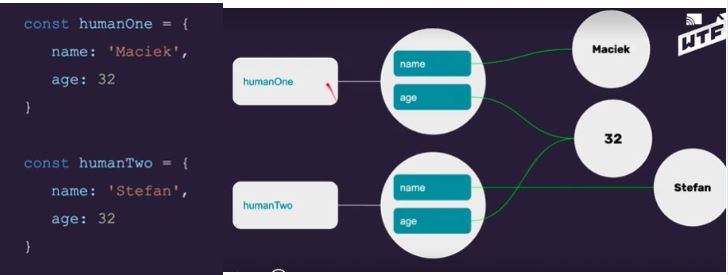 const humanOne = {
name: 'Maciek',
age: 32
}
const humanTwo = {
name: 'Stefan',
age: 32
}
humanOne
name
age
Maciek
32
humanTwo
name
age
Stefan
WTF